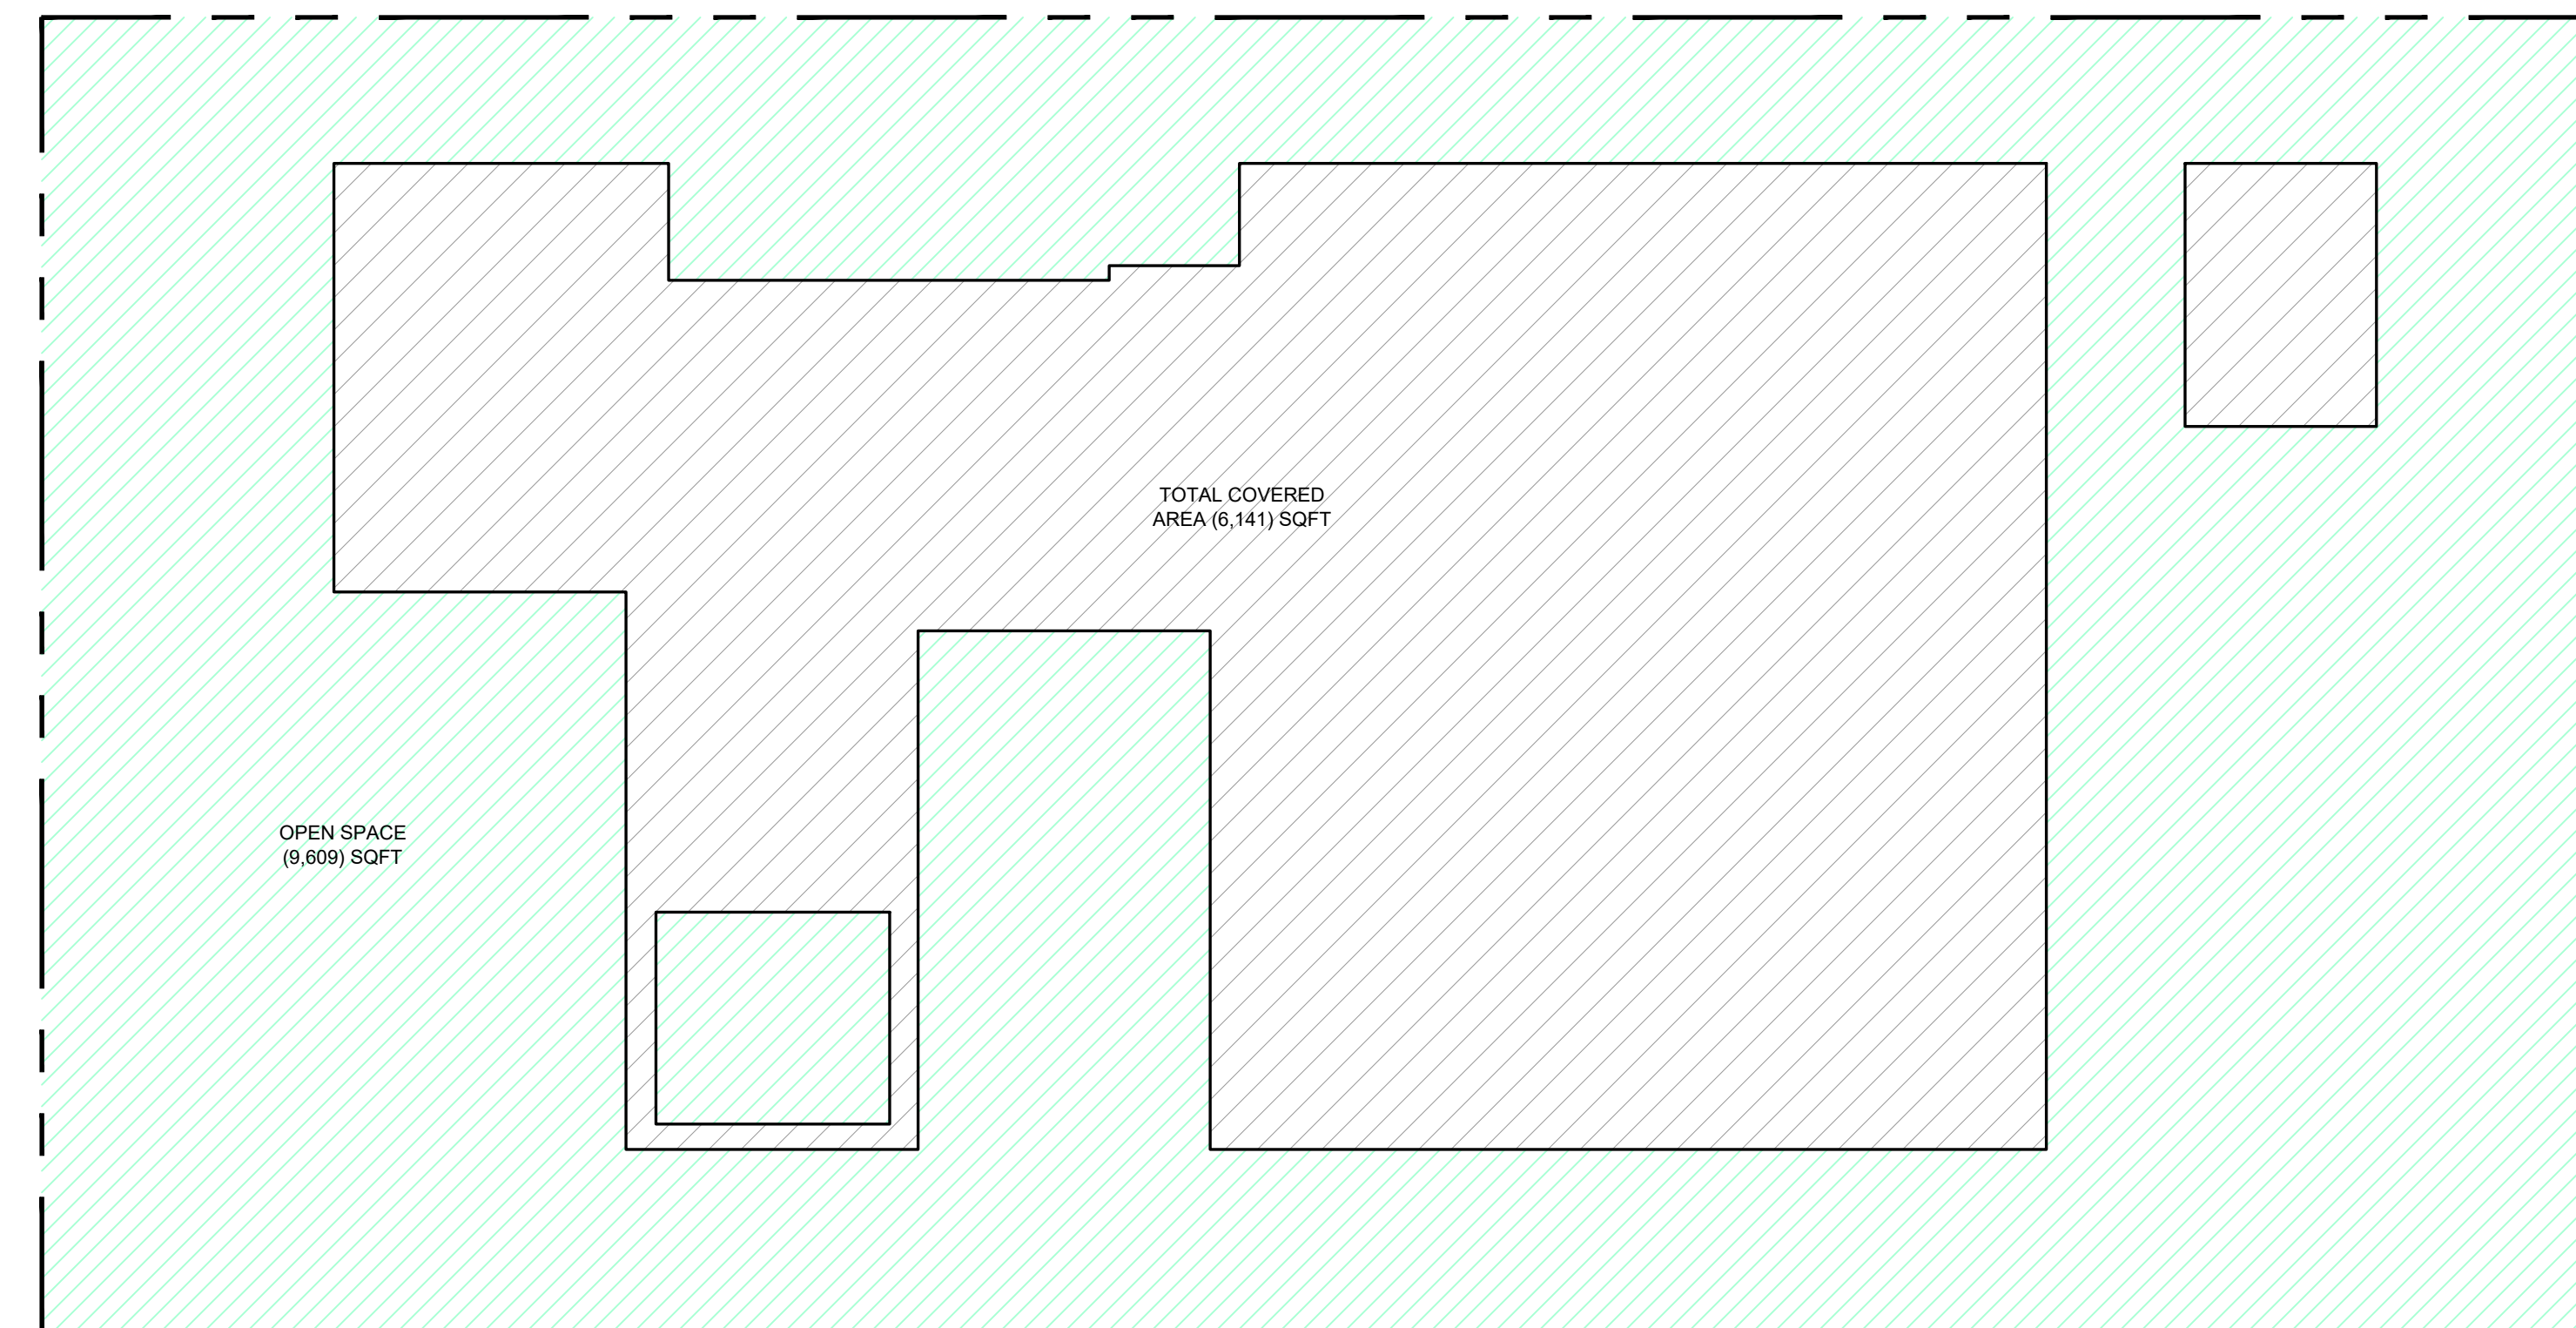 TOTAL COVERED
AREA (6,141) SQFT
OPEN SPACE
(9,609) SQFT